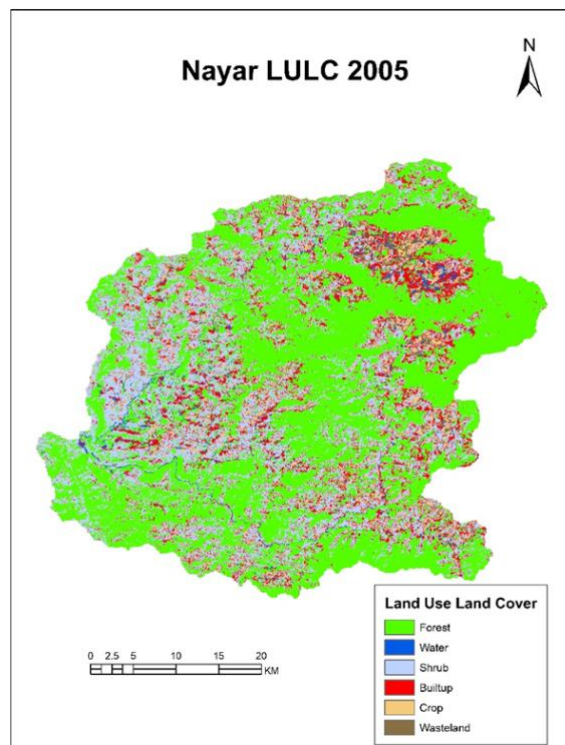 Nayar LULC 2005
N
Land Use Land Cover
Forest
Water
Shrub
Builtup
Crop
Wasteland
0 2.5 5 10 15 20
KM